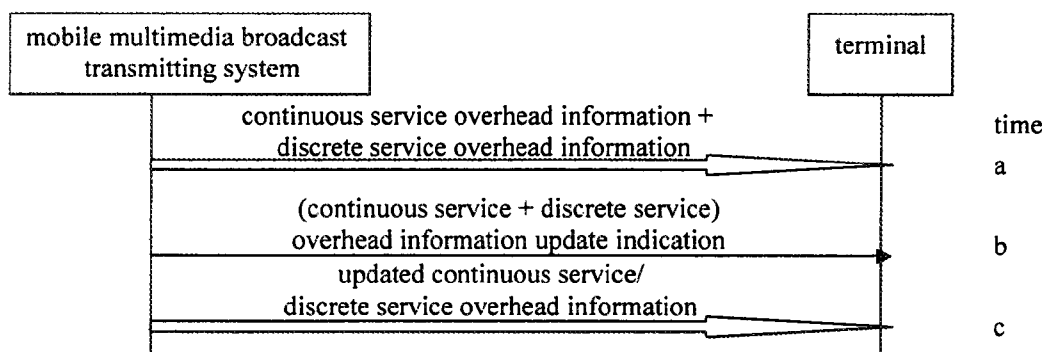 mobile multimedia broadcast
transmitting system
terminal
continuous service overhead information +
discrete service overhead information
time
a
(continuous service + discrete service)
overhead information update indication
b
updated continuous service/
discrete service overhead information
c